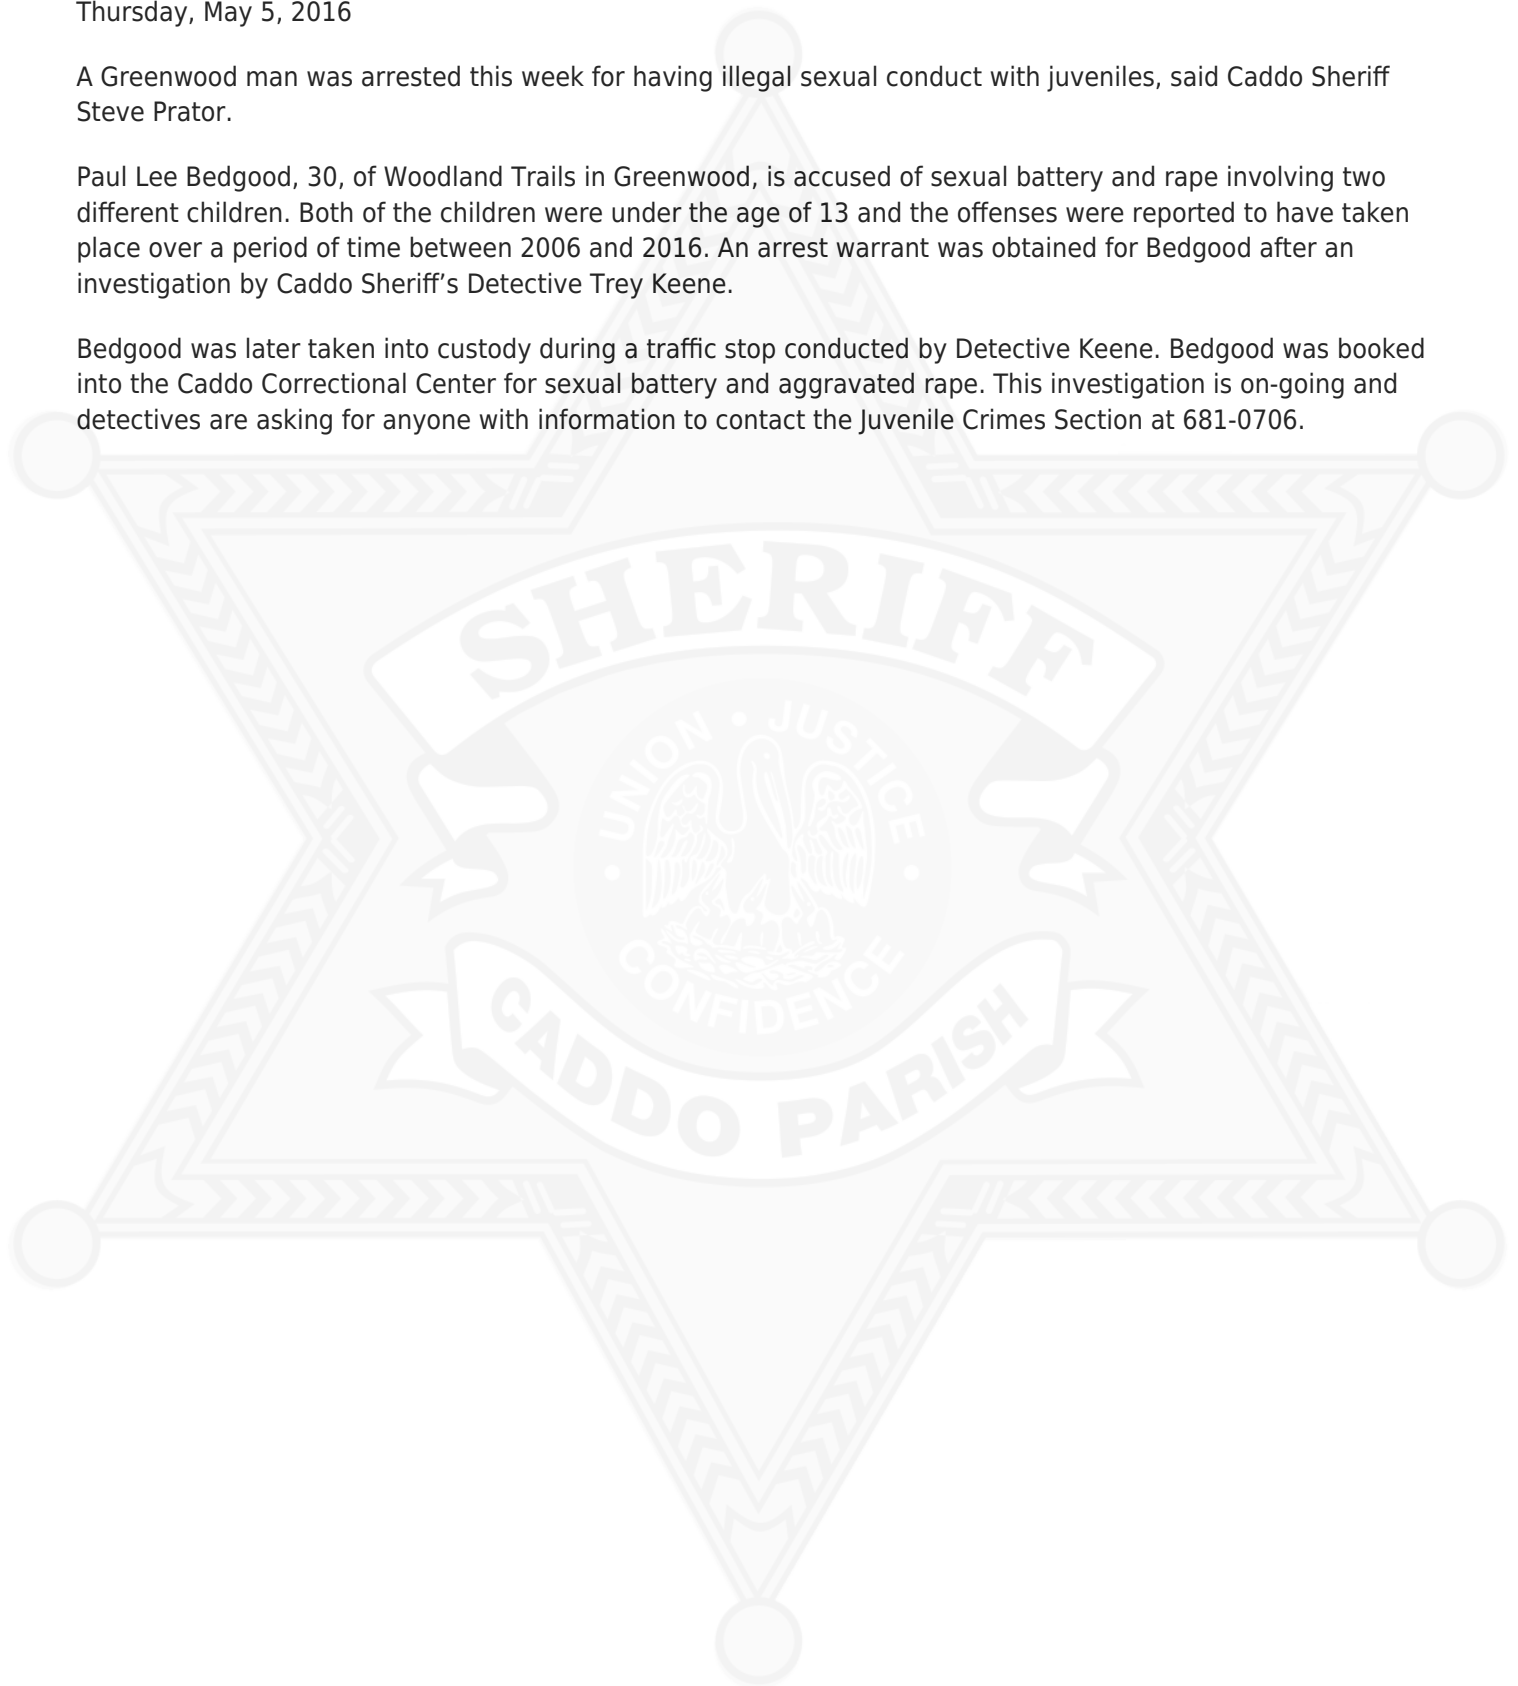 Thursday, May 5, 2016
A Greenwood man was arrested this week for having illegal sexual conduct with juveniles, said Caddo Sheriff
Steve Prator.
Paul Lee Bedgood, 30, of Woodland Trails in Greenwood, is accused of sexual battery and rape involving two
different children. Both of the children were under the age of 13 and the offenses were reported to have taken
place over a period of time between 2006 and 2016. An arrest warrant was obtained for Bedgood after an
investigation by Caddo Sheriff’s Detective Trey Keene.
Bedgood was later taken into custody during a traffic stop conducted by Detective Keene. Bedgood was booked
into the Caddo Correctional Center for sexual battery and aggravated rape. This investigation is on-going and
detectives are asking for anyone with information to contact the Juvenile Crimes Section at 681-0706.
SHERIFF
UNION • JUSTICE •
• CONFIDENCE
CADDO PARISH